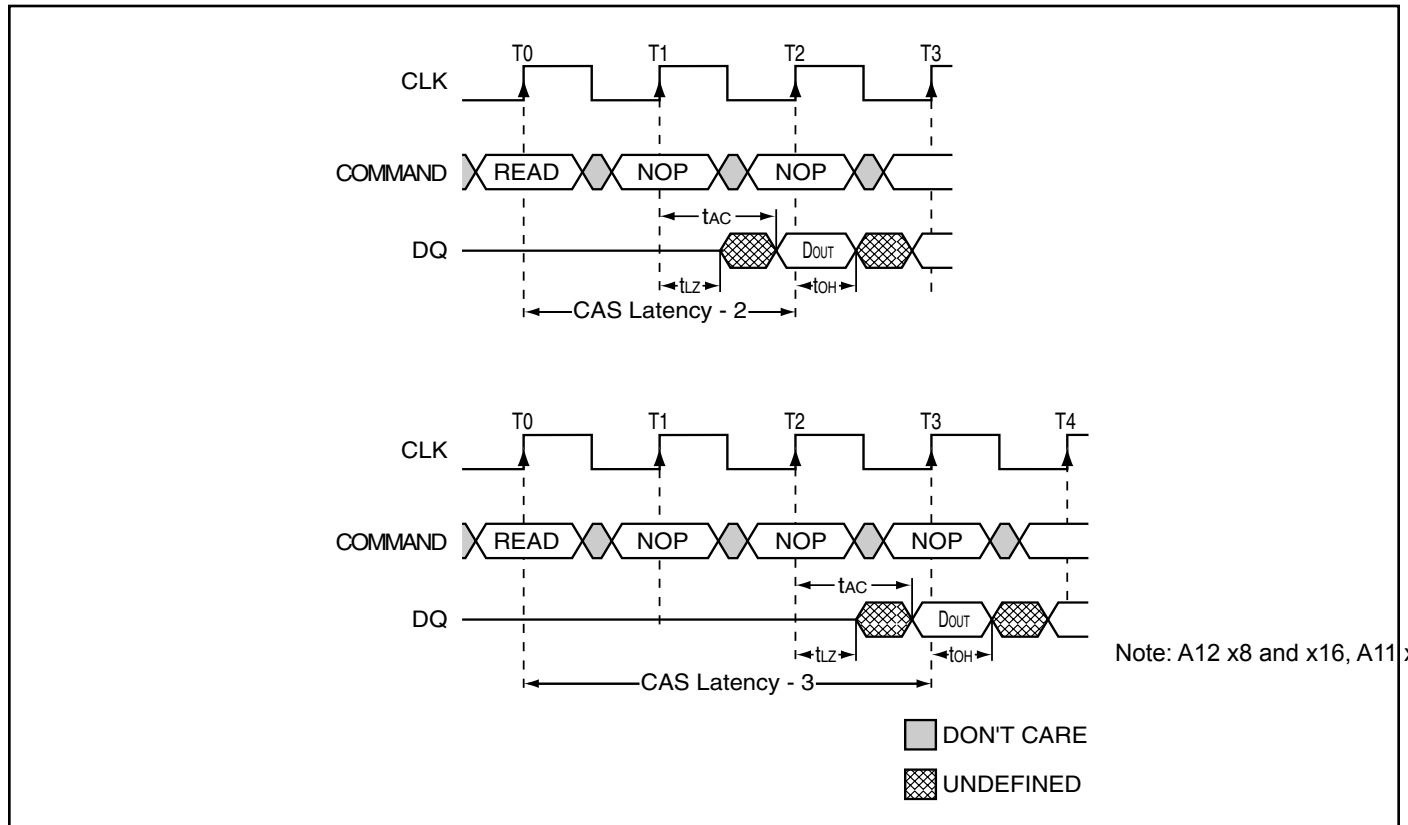 T0 T1 T2 T3
CLK
COMMAND READ NOP NOP
tAC
DQ DOUT
tLZ tOH
CAS Latency - 2
T0 T1 T2 T3 T4
CLK
COMMAND READ NOP NOP NOP
tAC
DQ DOUT
tLZ tOH
Note: A12 x8 and x16, A11 x
CAS Latency - 3
DON'T CARE
UNDEFINED